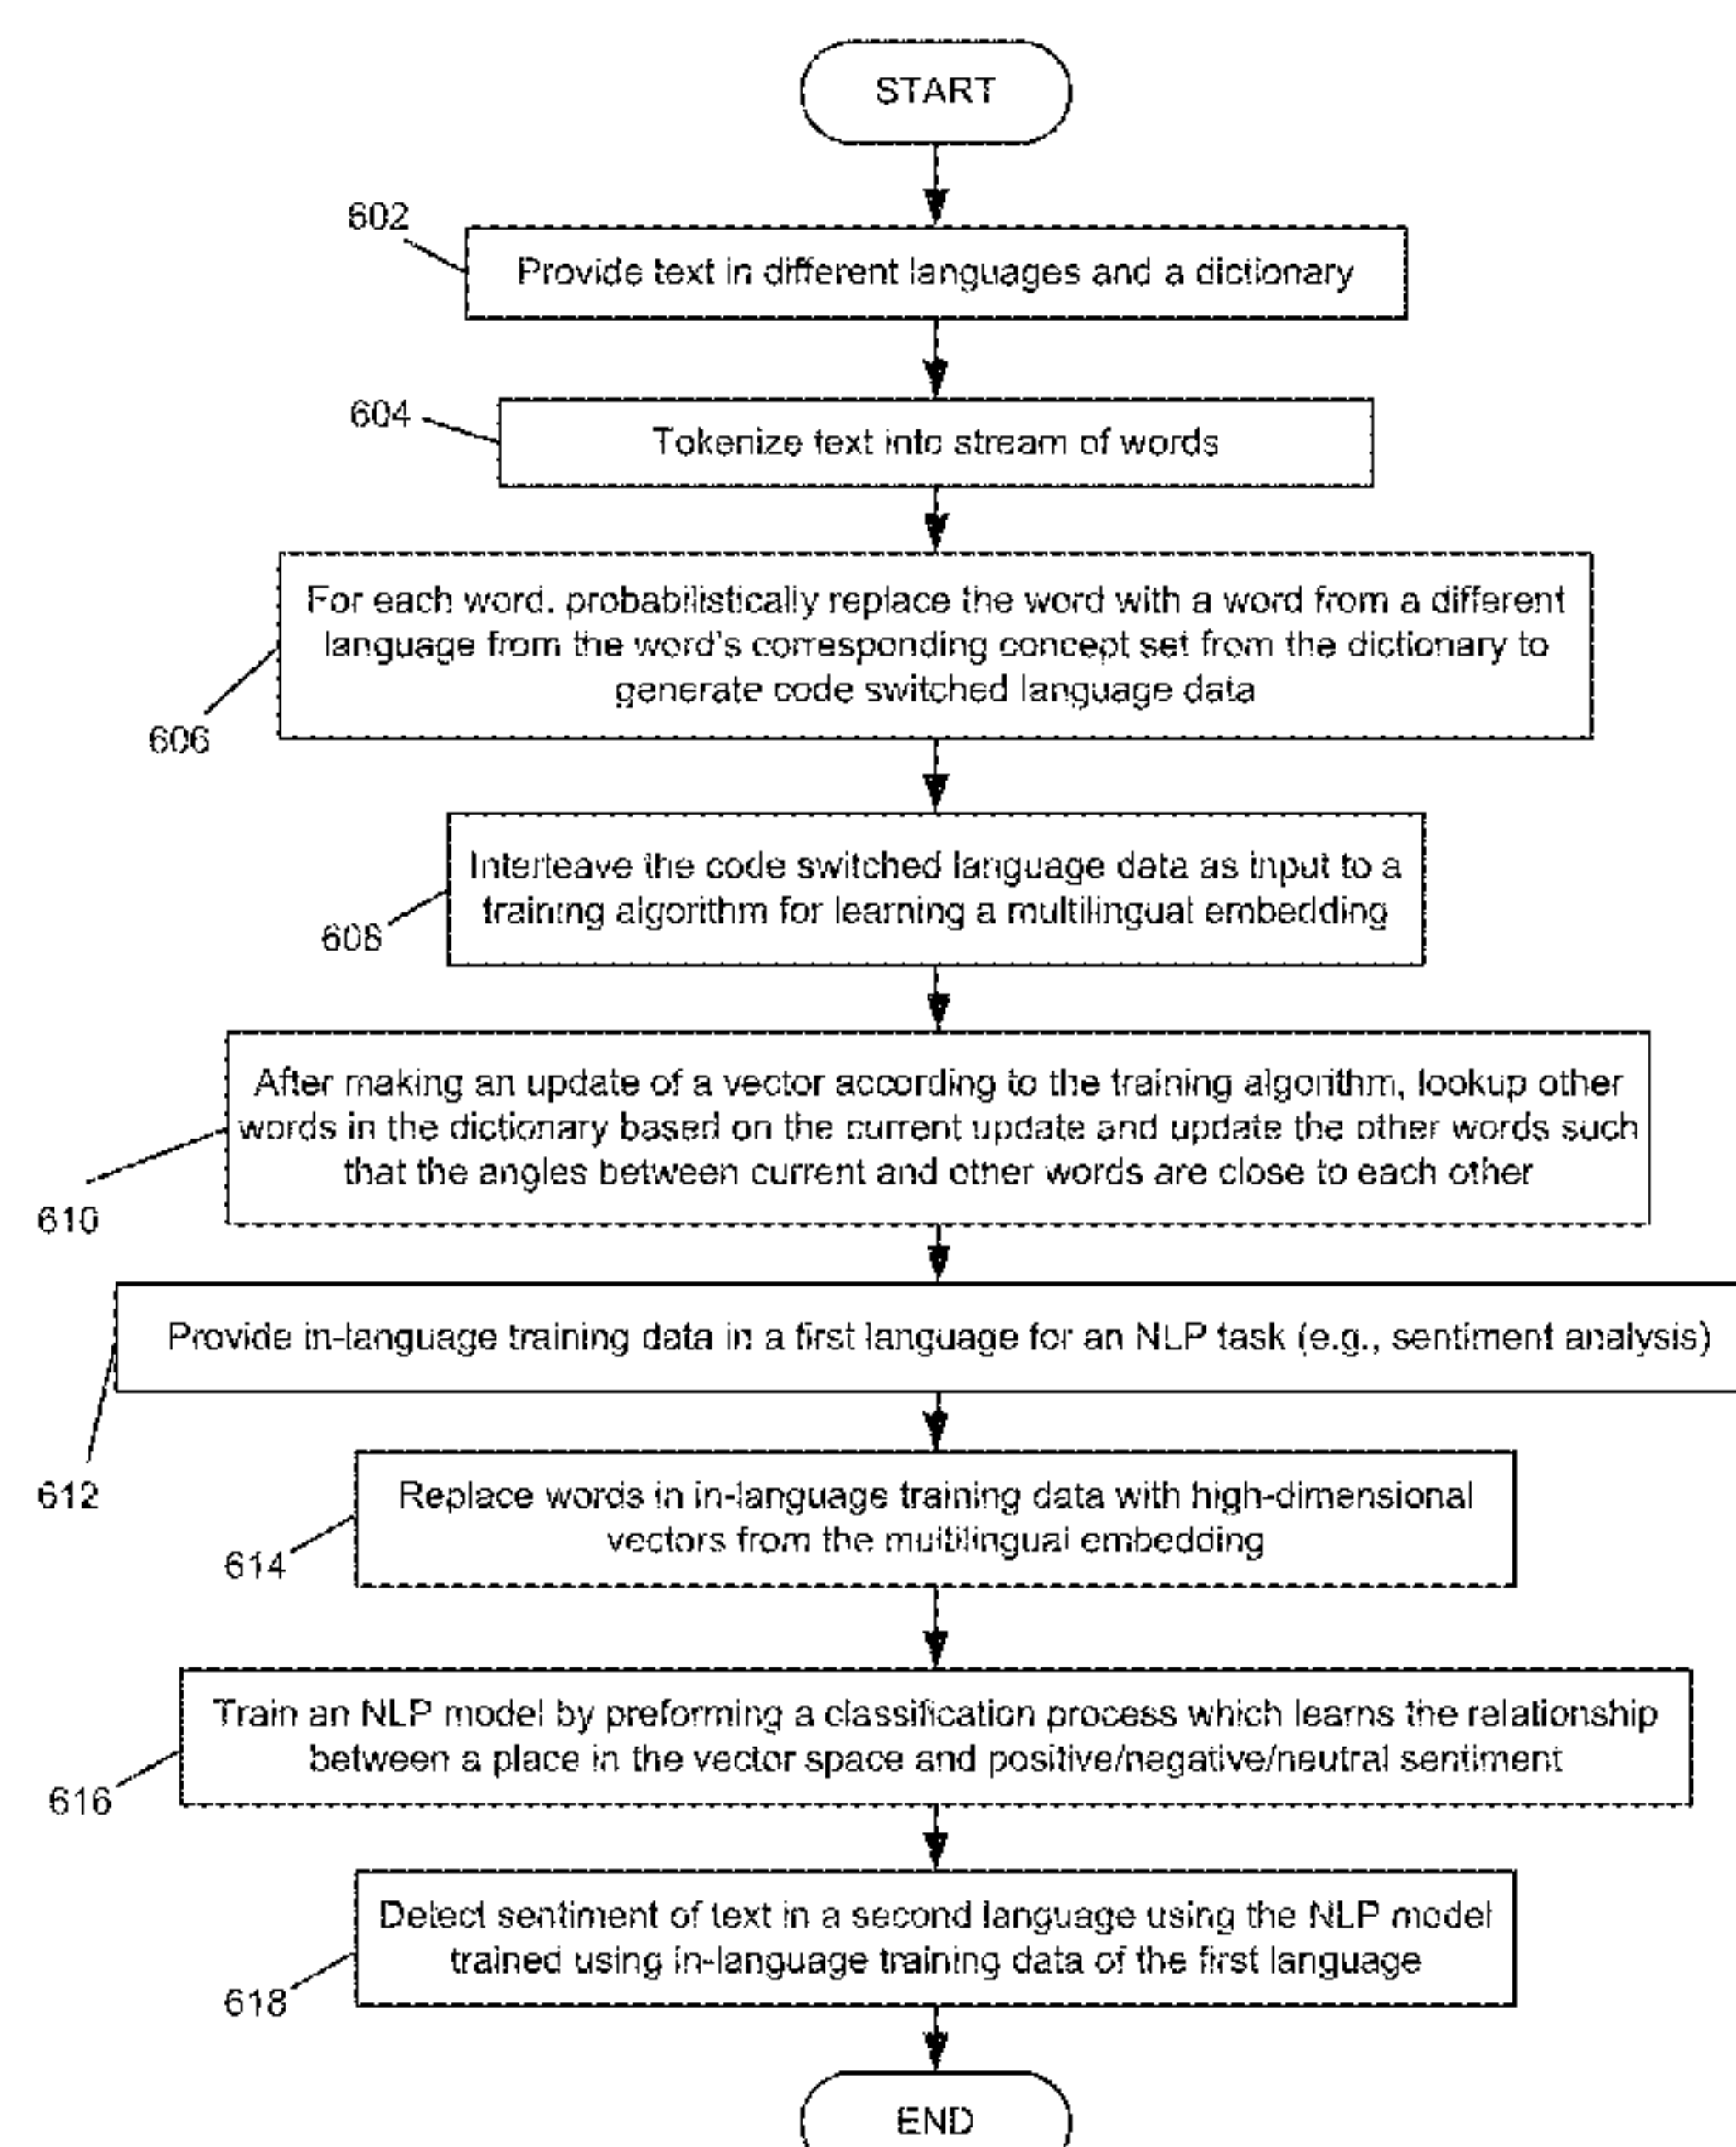 START
602
Provide text in different languages and a dictionary
604
Tokenize text into stream of words
For each word, probabilistically replace the word with a word from a different
language from the word's corresponding concept set from the dictionary to
generate code switched language data
606
Interleave the code switched language data as input to a
training algorithm for learning a multilingual embedding
608
After making an update of a vector according to the training algorithm, lookup other
words in the dictionary based on the current update and update the other words such
that the angles between current and other words are close to each other
610
Provide in-language training data in a first language for an NLP task (e.g., sentiment analysis)
612
Replace words in in-language training data with high-dimensional
vectors from the multilingual embedding
614
Train an NLP model by preforming a classification process which learns the relationship
between a place in the vector space and positive/negative/neutral sentiment
616
Detect sentiment of text in a second language using the NLP model
trained using in-language training data of the first language
618
END